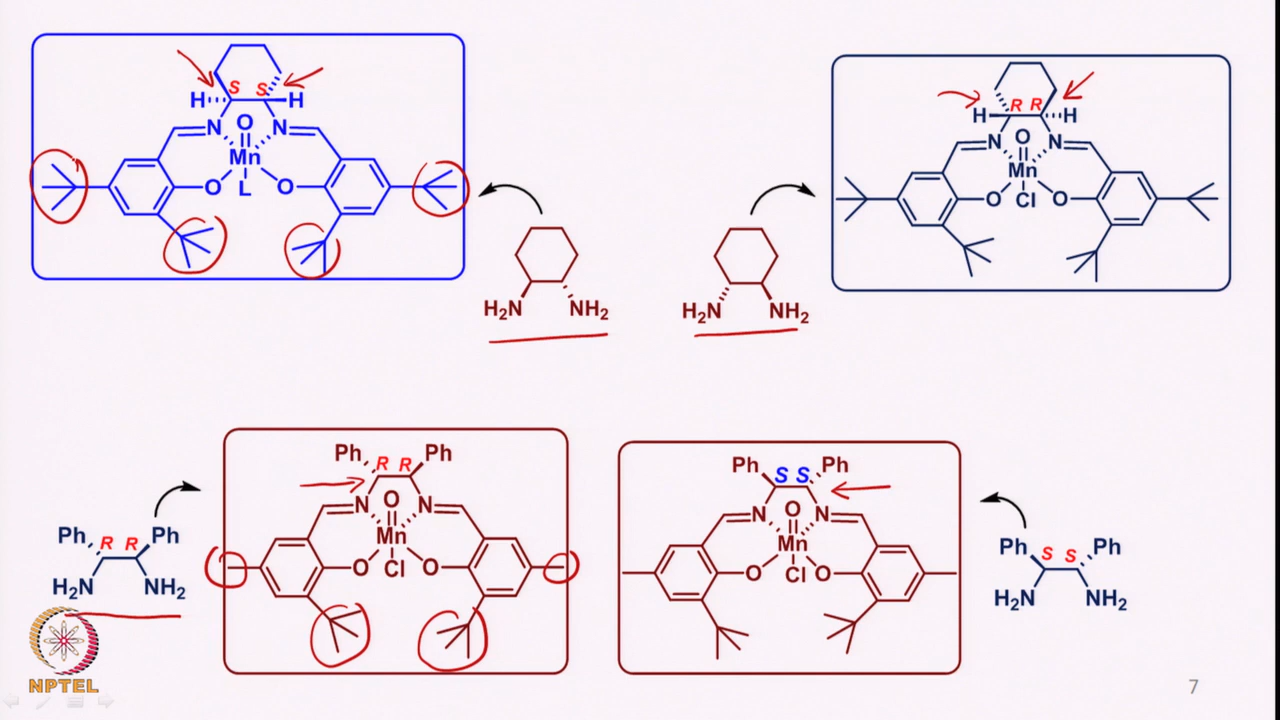 S S
H H
N O N
Mn
O L O
R R
H H
N O N
Mn
O Cl O
H2N NH2
H2N NH2
Ph R R Ph
N O N
Mn
O Cl O
Ph S S Ph
N O N
Mn
O Cl O
Ph R R Ph
H2N NH2
Ph S S Ph
H2N NH2
NPTEL
7